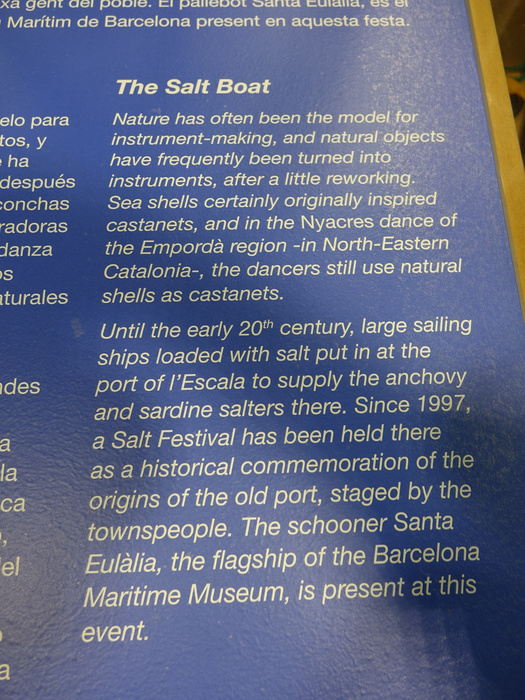 xa gent del poble. El pailebot Santa Eulàlia, és el
Marítim de Barcelona present en aquesta festa.
elo para
tos, y
ha
después
conchas
radoras
danza
os
aturales
ndes
a
la
ca
,
el
o
a
The Salt Boat
Nature has often been the model for
instrument-making, and natural objects
have frequently been turned into
instruments, after a little reworking.
Sea shells certainly originally inspired
castanets, and in the Nyacres dance of
the Empordà region -in North-Eastern
Catalonia-, the dancers still use natural
shells as castanets.
Until the early 20th century, large sailing
ships loaded with salt put in at the
port of l'Escala to supply the anchovy
and sardine salters there. Since 1997,
a Salt Festival has been held there
as a historical commemoration of the
origins of the old port, staged by the
townspeople. The schooner Santa
Eulàlia, the flagship of the Barcelona
Maritime Museum, is present at this
event.